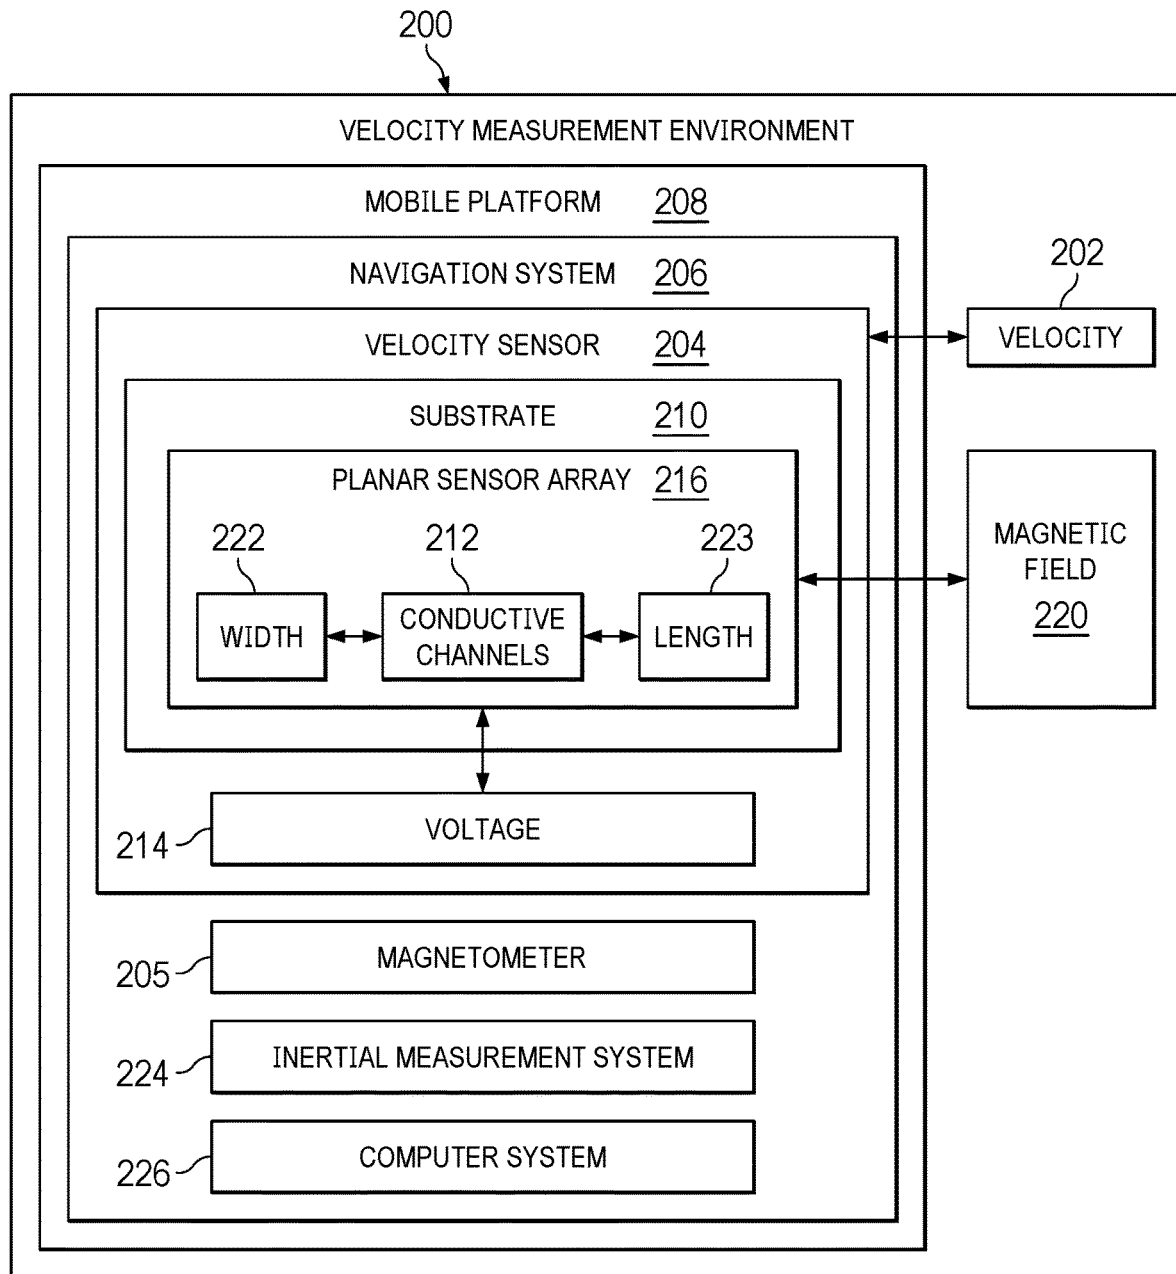 200
VELOCITY MEASUREMENT ENVIRONMENT
MOBILE PLATFORM 208
NAVIGATION SYSTEM 206
202
VELOCITY SENSOR 204
VELOCITY
SUBSTRATE 210
PLANAR SENSOR ARRAY 216
222 212 223
MAGNETIC
FIELD
220
WIDTH
CONDUCTIVE
CHANNELS
LENGTH
214
VOLTAGE
205
MAGNETOMETER
224
INERTIAL MEASUREMENT SYSTEM
226
COMPUTER SYSTEM